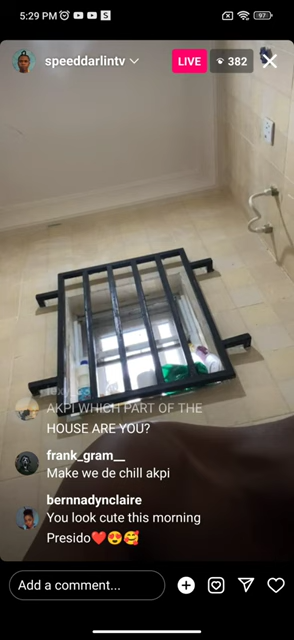 5:29 PM
97
speeddarlintv
LIVE
382
AKPI WHICH PART OF THE
HOUSE ARE YOU?
frank_gram__
Make we de chill akpi
bernnadynclaire
You look cute this morning
Presido❤️😍🥰
Add a comment...